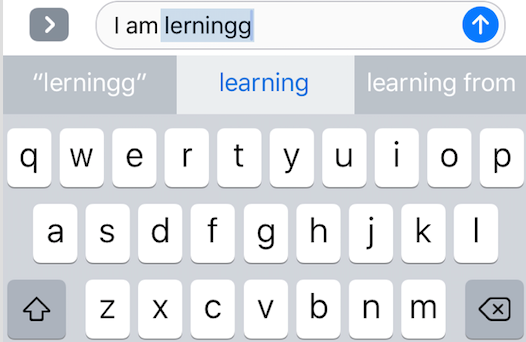 I am lerningg
“lerningg” learning learning from
q w e r t y u i o p
a s d f g h j k l
z x c v b n m